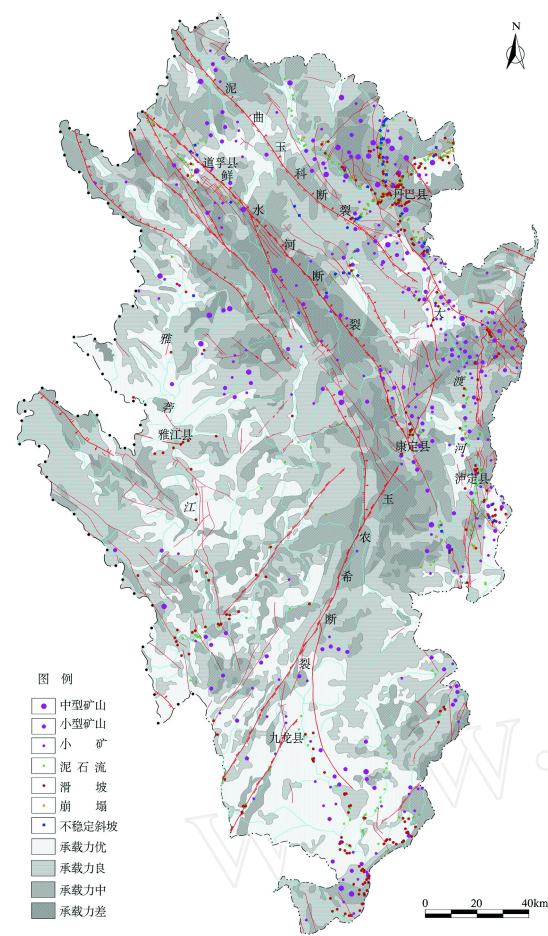 N
泥曲玉科断裂
道孚县
鲜水河断裂
丹巴县
大渡河
雅砻江
雅江县
康定县
泸定县
玉农希断裂
九龙县
图 例
中型矿山
小型矿山
小 矿
泥 石 流
滑 坡
崩 塌
不稳定斜坡
承载力优
承载力良
承载力中
承载力差
0 20 40km
W W.